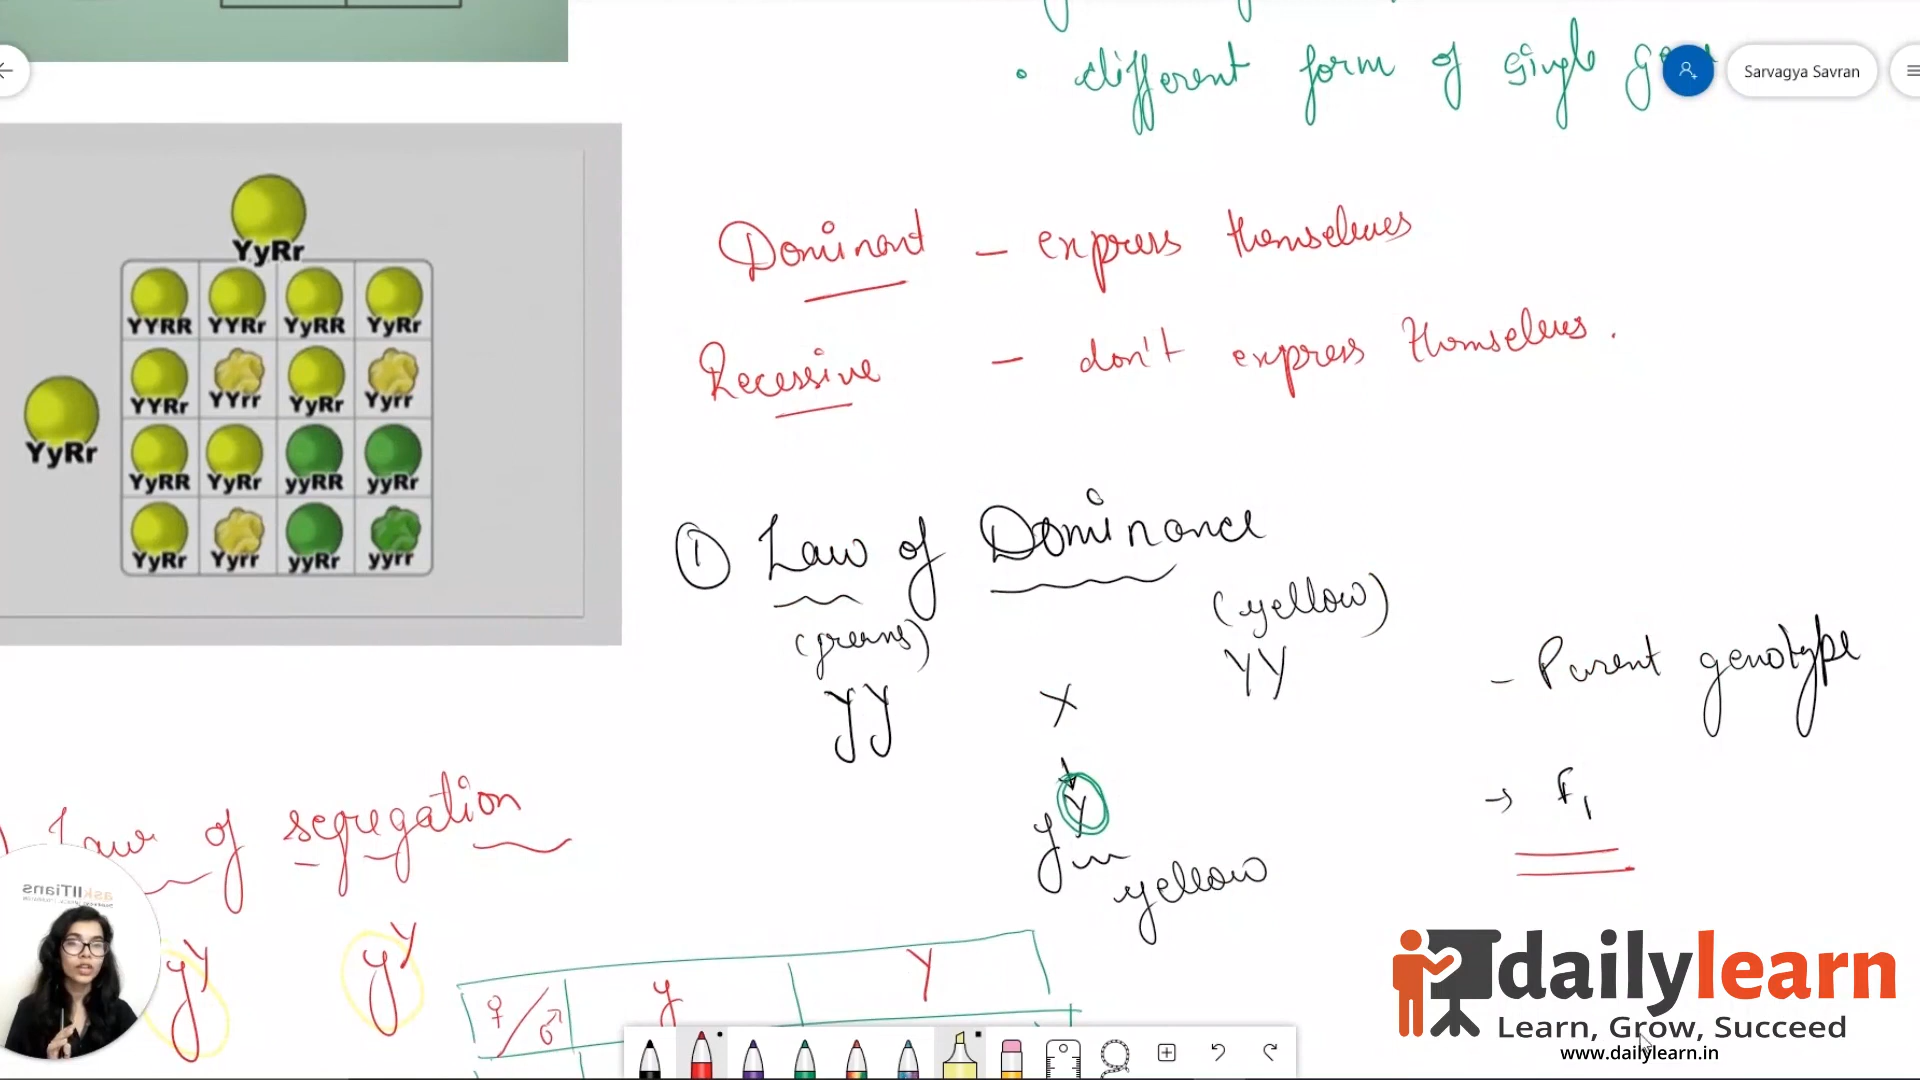 different form of single
Sarvagya Savran
YyRr
YYRR YYRr YyRR YyRr
YyRr
YYRr YYrr YyRr Yyrr
YyRR YyRr yyRR yyRr
YyRr Yyrr yyRr yyrr
Dominant – express themselves
Recessive – don't express themselves.
① Law of Dominance
(green) (yellow)
yy X YY – Parent genotype
yY → F1
yellow
Law of segregation
yY yY
♀/♂ y Y
askIITians
dailylearn
Learn, Grow, Succeed
www.dailylearn.in